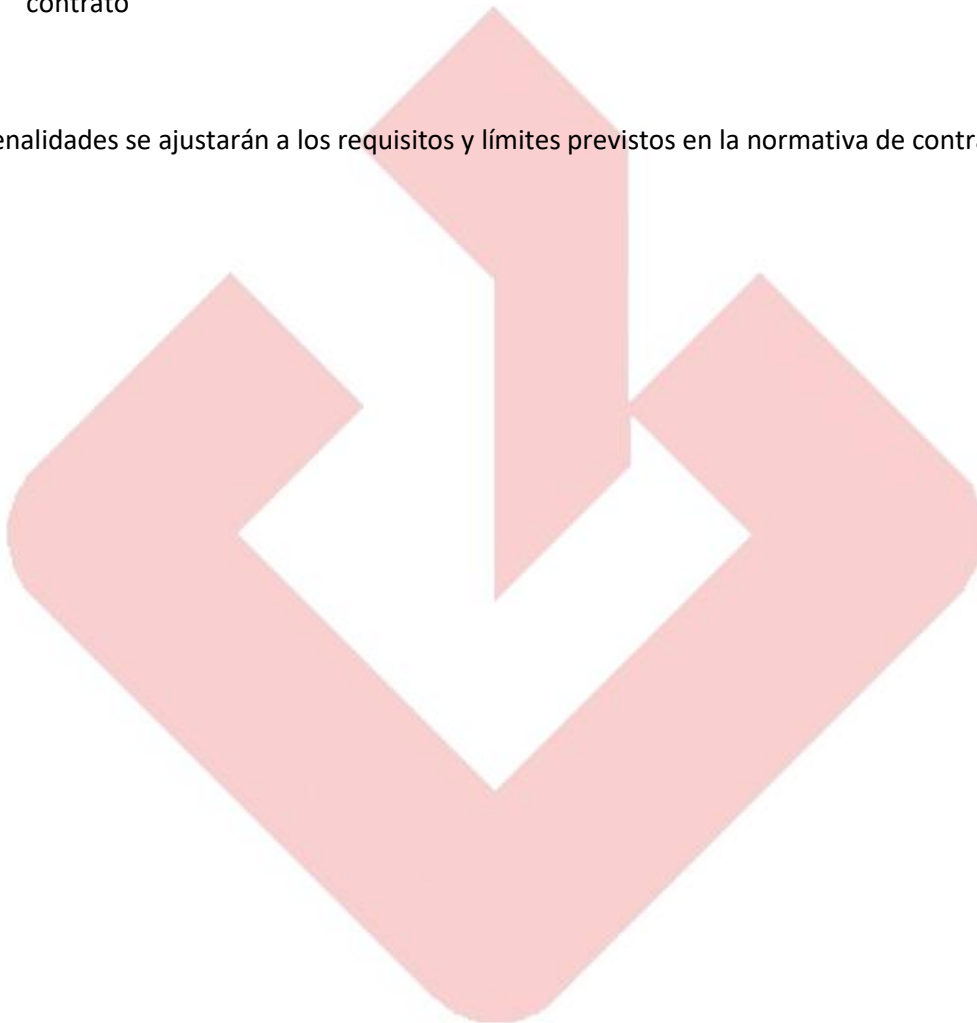 contrato
enalidades se ajustarán a los requisitos y límites previstos en la normativa de contra